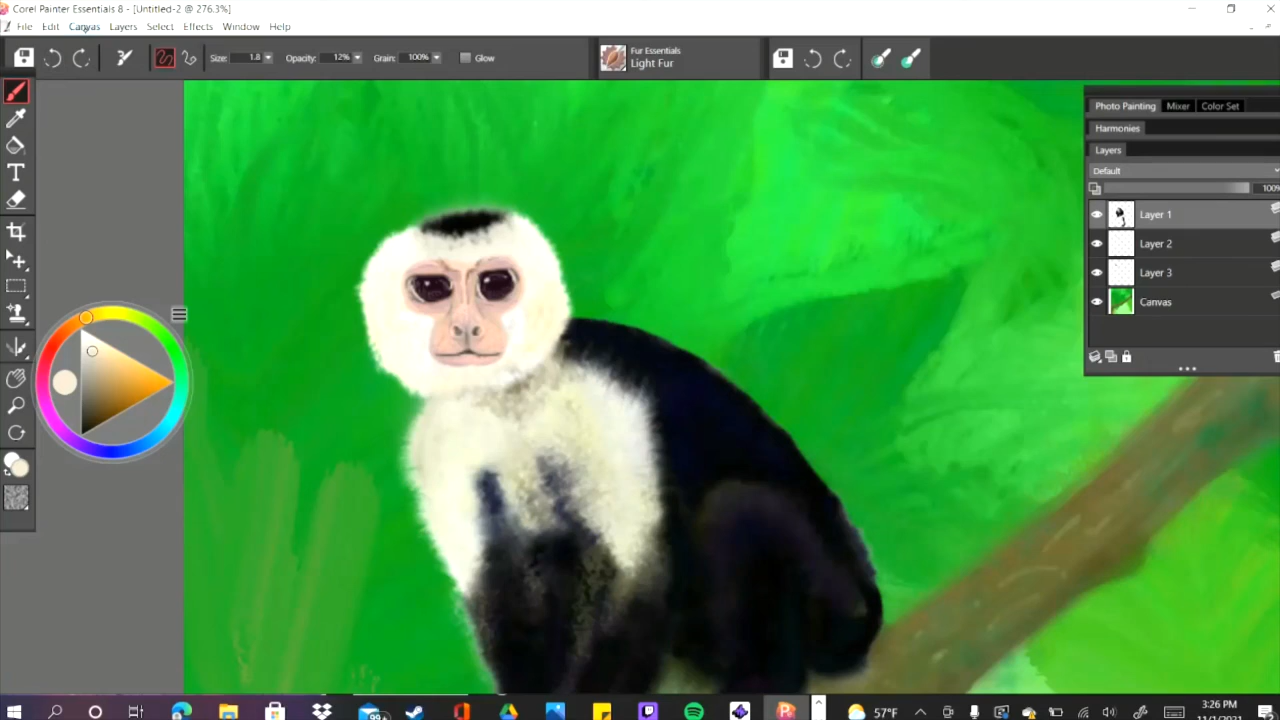 Corel Painter Essentials 8 - [Untitled-2 @ 276.3%]
File Edit Canvas Layers Select Effects Window Help
Size: 1.8 Opacity: 12% Grain: 100% Glow
Fur Essentials
Light Fur
Photo Painting Mixer Color Set
Harmonies
Layers
Default
100%
Layer 1
Layer 2
Layer 3
Canvas
T
99+
57°F
3:26 PM